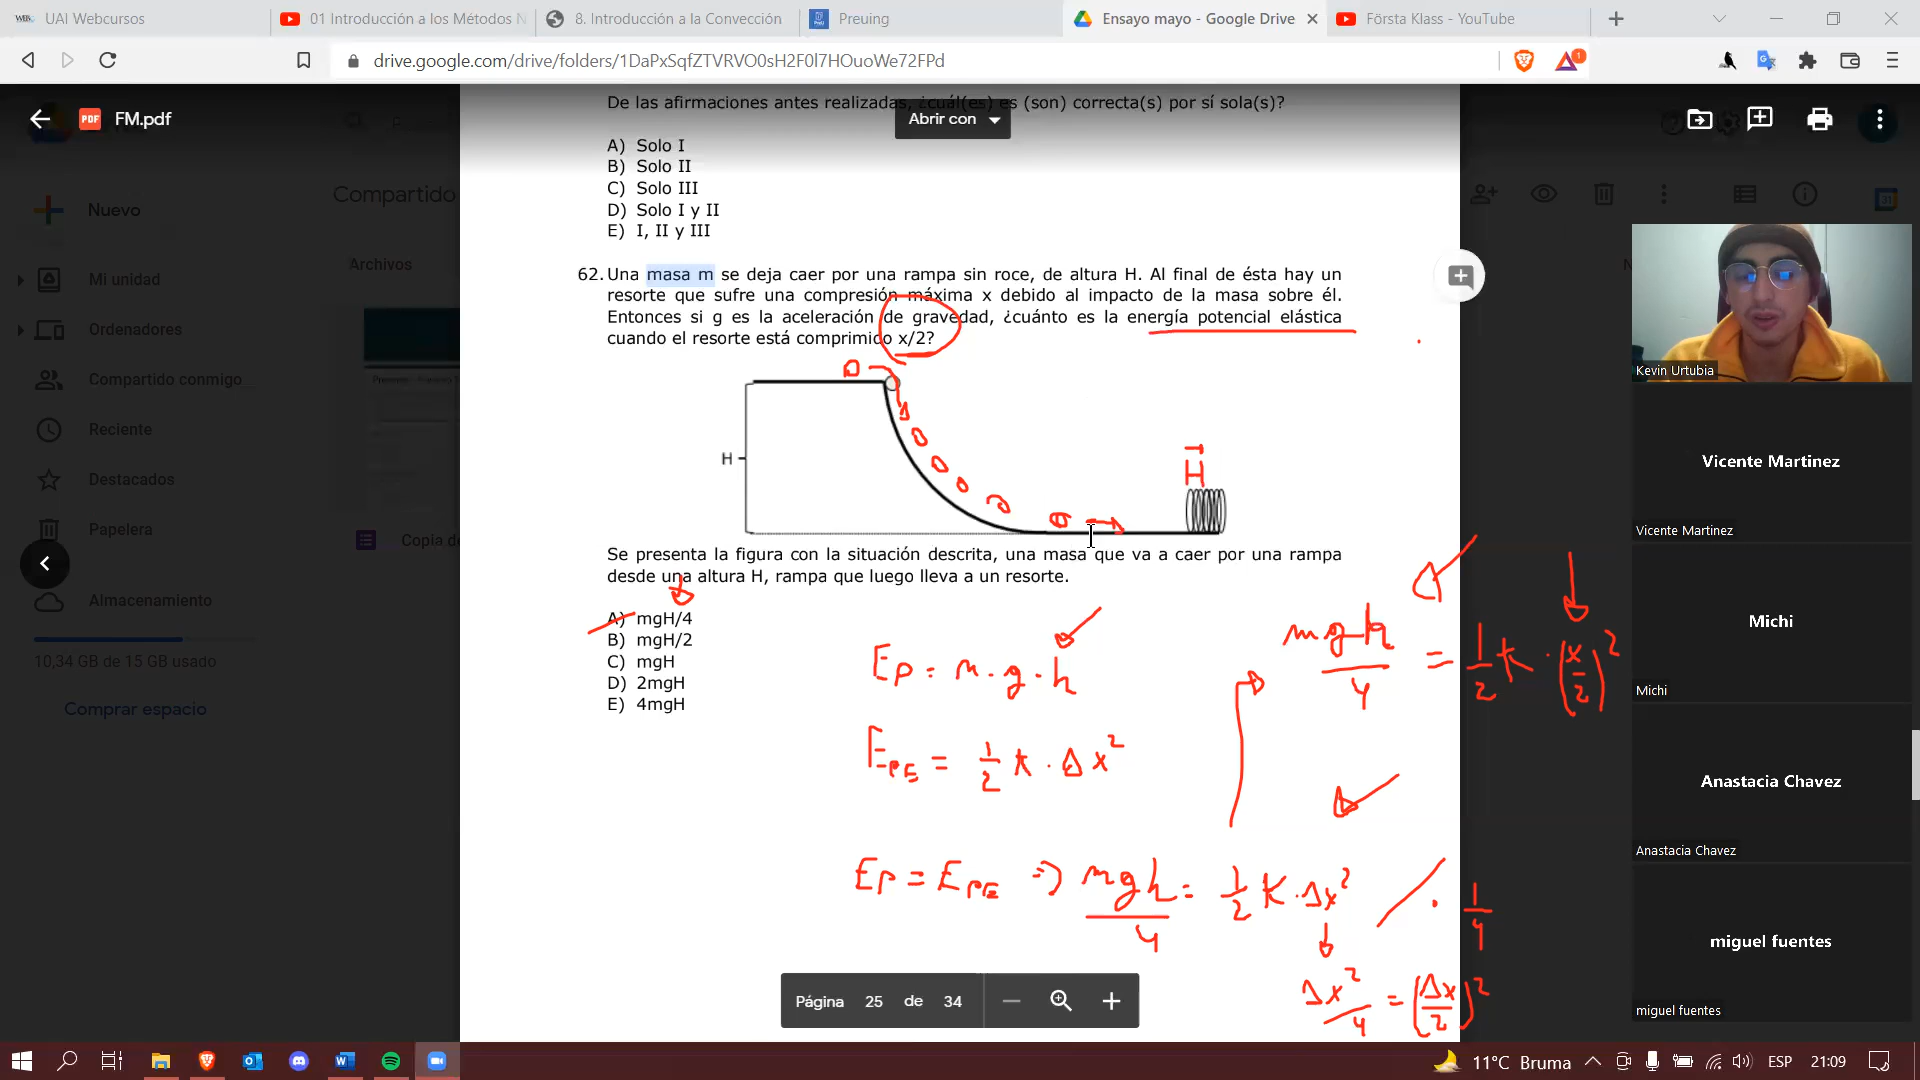 UAI Webcursos
01 Introducción a los Métodos N
8. Introducción a la Convección
Preuing
Ensayo mayo - Google Drive
Första Klass - YouTube
drive.google.com/drive/folders/1DaPxSqfZTVRVO0sH2F0l7HOuoWe72FPd
1
PDF FM.pdf
Abrir con
De las afirmaciones antes realizadas, ¿cuál(es) es (son) correcta(s) por sí sola(s)?
A) Solo I
B) Solo II
C) Solo III
D) Solo I y II
E) I, II y III
Nuevo
Compartido
Archivos
Mi unidad
Ordenadores
Compartido conmigo
Reciente
Destacados
Papelera
Copia de
Almacenamiento
10,34 GB de 15 GB usado
Comprar espacio
62. Una masa m se deja caer por una rampa sin roce, de altura H. Al final de ésta hay un
resorte que sufre una compresión máxima x debido al impacto de la masa sobre él.
Entonces si g es la aceleración de gravedad, ¿cuánto es la energía potencial elástica
cuando el resorte está comprimido x/2?
H
H
Se presenta la figura con la situación descrita, una masa que va a caer por una rampa
desde una altura H, rampa que luego lleva a un resorte.
A) mgH/4
B) mgH/2
C) mgH
D) 2mgH
E) 4mgH
Ep = m·g·h
mgh/4 = 1/2 k·(x/2)²
EPE = 1/2 k·Δx²
Ep = EPE => mgh/4 = 1/2 K·Δx² / · 1/4
Δx²/4 = (Δx/2)²
Página 25 de 34
Kevin Urtubia
Vicente Martinez
Vicente Martinez
Michi
Michi
Anastacia Chavez
Anastacia Chavez
miguel fuentes
miguel fuentes
11°C Bruma
ESP
21:09